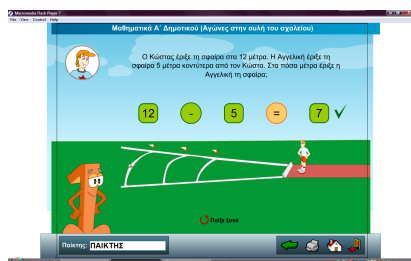 Macromedia Flash Player 7
File View Control Help
Μαθηματικά Α΄ Δημοτικού (Αγώνες στην αυλή του σχολείου)
Ο Κώστας έριξε τη σφαίρα στα 12 μέτρα. Η Αγγελική έριξε τη
σφαίρα 5 μέτρα κοντύτερα από τον Κώστα. Στα πόσα μέτρα έριξε η
Αγγελική τη σφαίρα;
12 - 5 = 7
Παίξε ξανά
Παίκτης: ΠΑΙΚΤΗΣ